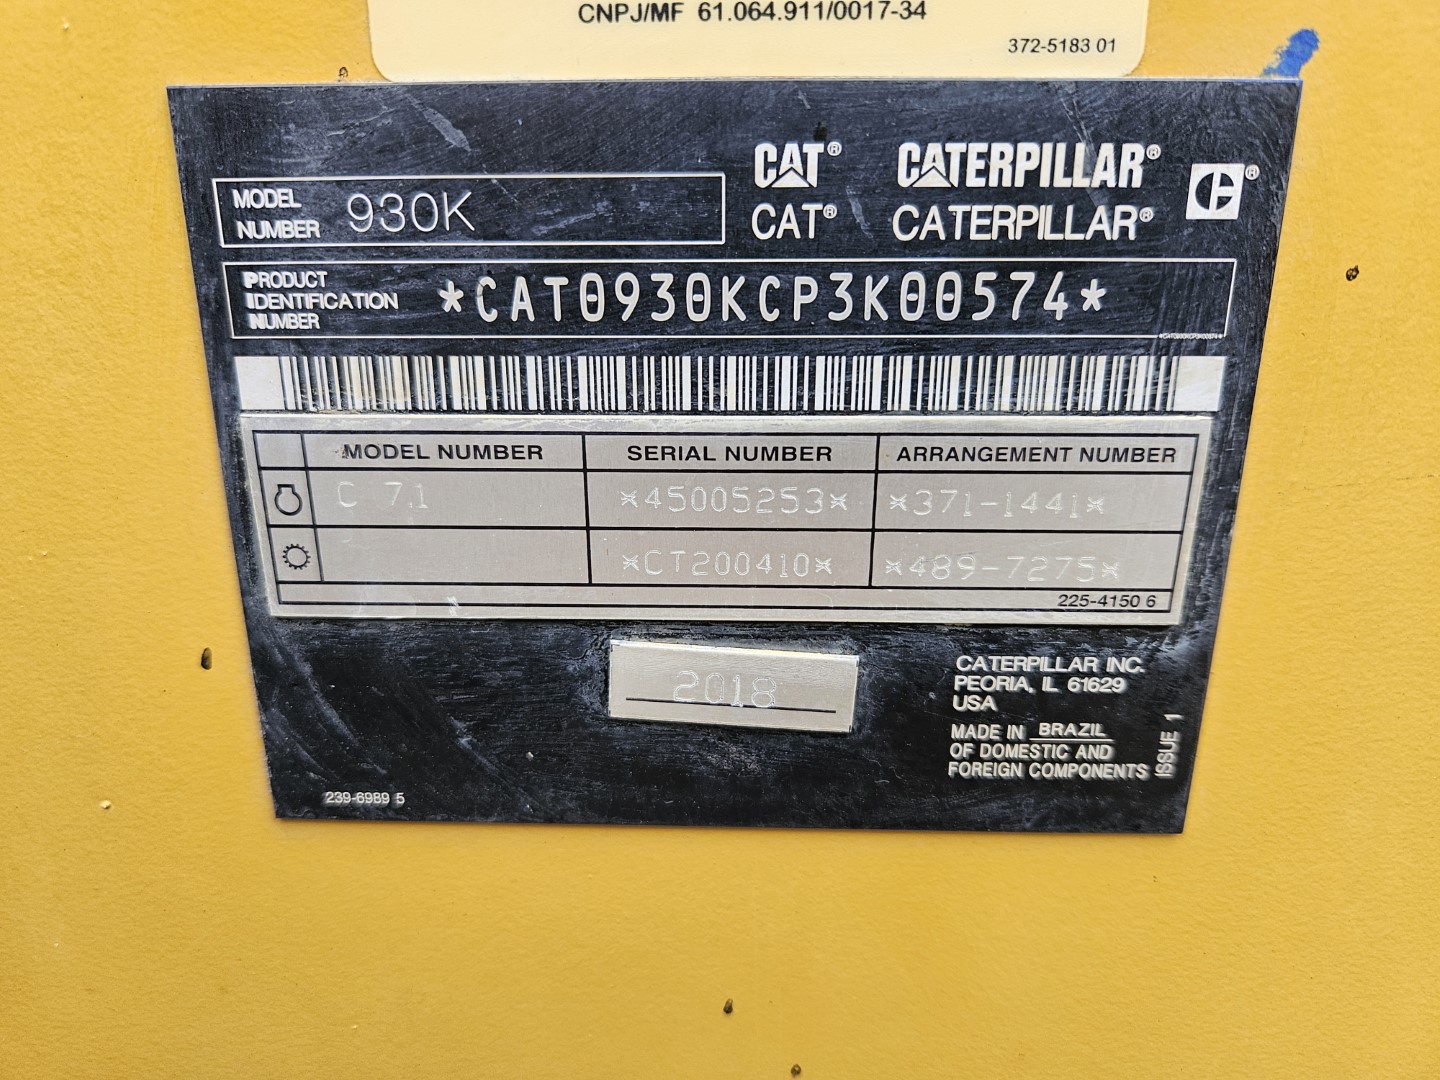 CNPJ/MF 61.064.911/0017-34
372-5183 01
CAT® CATERPILLAR®
MODEL NUMBER 930K
CAT® CATERPILLAR®
PRODUCT IDENTIFICATION NUMBER *CAT0930KCP3K00574*
*CAT0930KCP3K00574*
MODEL NUMBER SERIAL NUMBER ARRANGEMENT NUMBER
C 7.1 *45005253* *371-1441*
*CT200410* *489-7275*
225-4150 6
2018
CATERPILLAR INC.
PEORIA, IL 61629
USA
MADE IN BRAZIL
OF DOMESTIC AND
FOREIGN COMPONENTS
ISSUE 1
239-6989 5